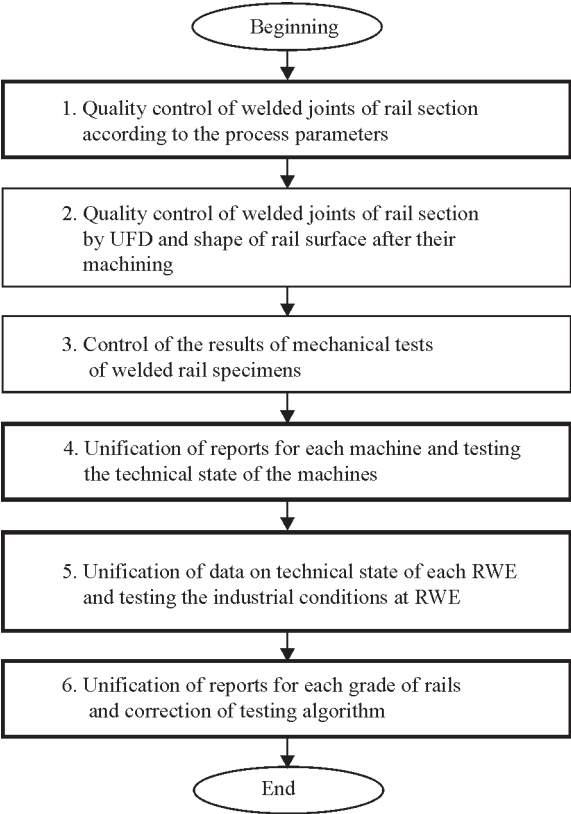 Beginning
1. Quality control of welded joints of rail section
according to the process parameters
2. Quality control of welded joints of rail section
by UFD and shape of rail surface after their
machining
3. Control of the results of mechanical tests
of welded rail specimens
4. Unification of reports for each machine and testing
the technical state of the machines
5. Unification of data on technical state of each RWE
and testing the industrial conditions at RWE
6. Unification of reports for each grade of rails
and correction of testing algorithm
End